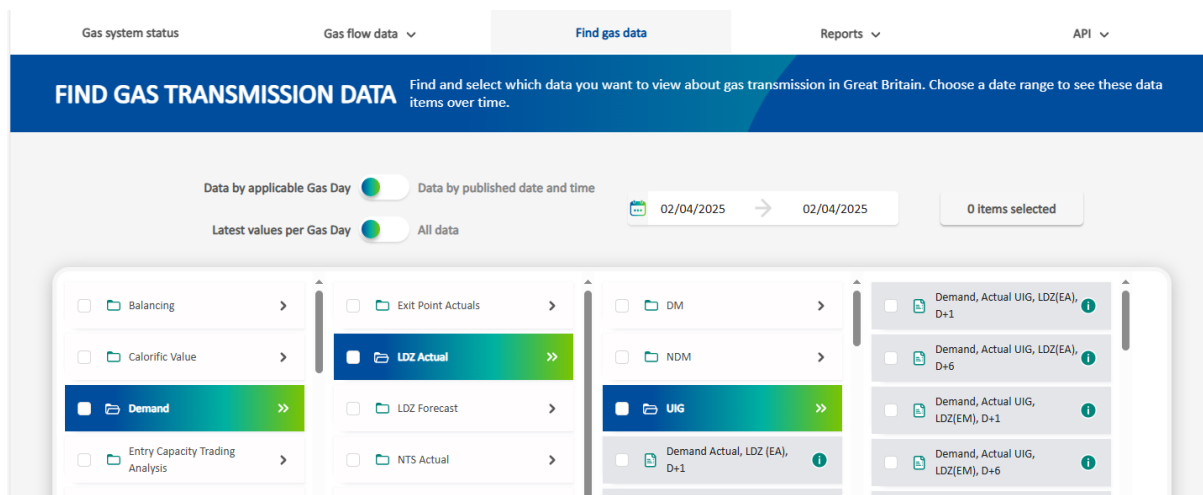 Gas system status
Gas flow data
Find gas data
Reports
API
FIND GAS TRANSMISSION DATA
Find and select which data you want to view about gas transmission in Great Britain. Choose a date range to see these data
items over time.
Data by applicable Gas Day
Data by published date and time
Latest values per Gas Day
All data
02/04/2025
02/04/2025
0 items selected
Balancing
Calorific Value
Demand
Entry Capacity Trading
Analysis
Exit Point Actuals
LDZ Actual
LDZ Forecast
NTS Actual
DM
NDM
UIG
Demand Actual, LDZ (EA),
D+1
Demand, Actual UIG, LDZ(EA),
D+1
Demand, Actual UIG, LDZ(EA),
D+6
Demand, Actual UIG,
LDZ(EM), D+1
Demand, Actual UIG,
LDZ(EM), D+6